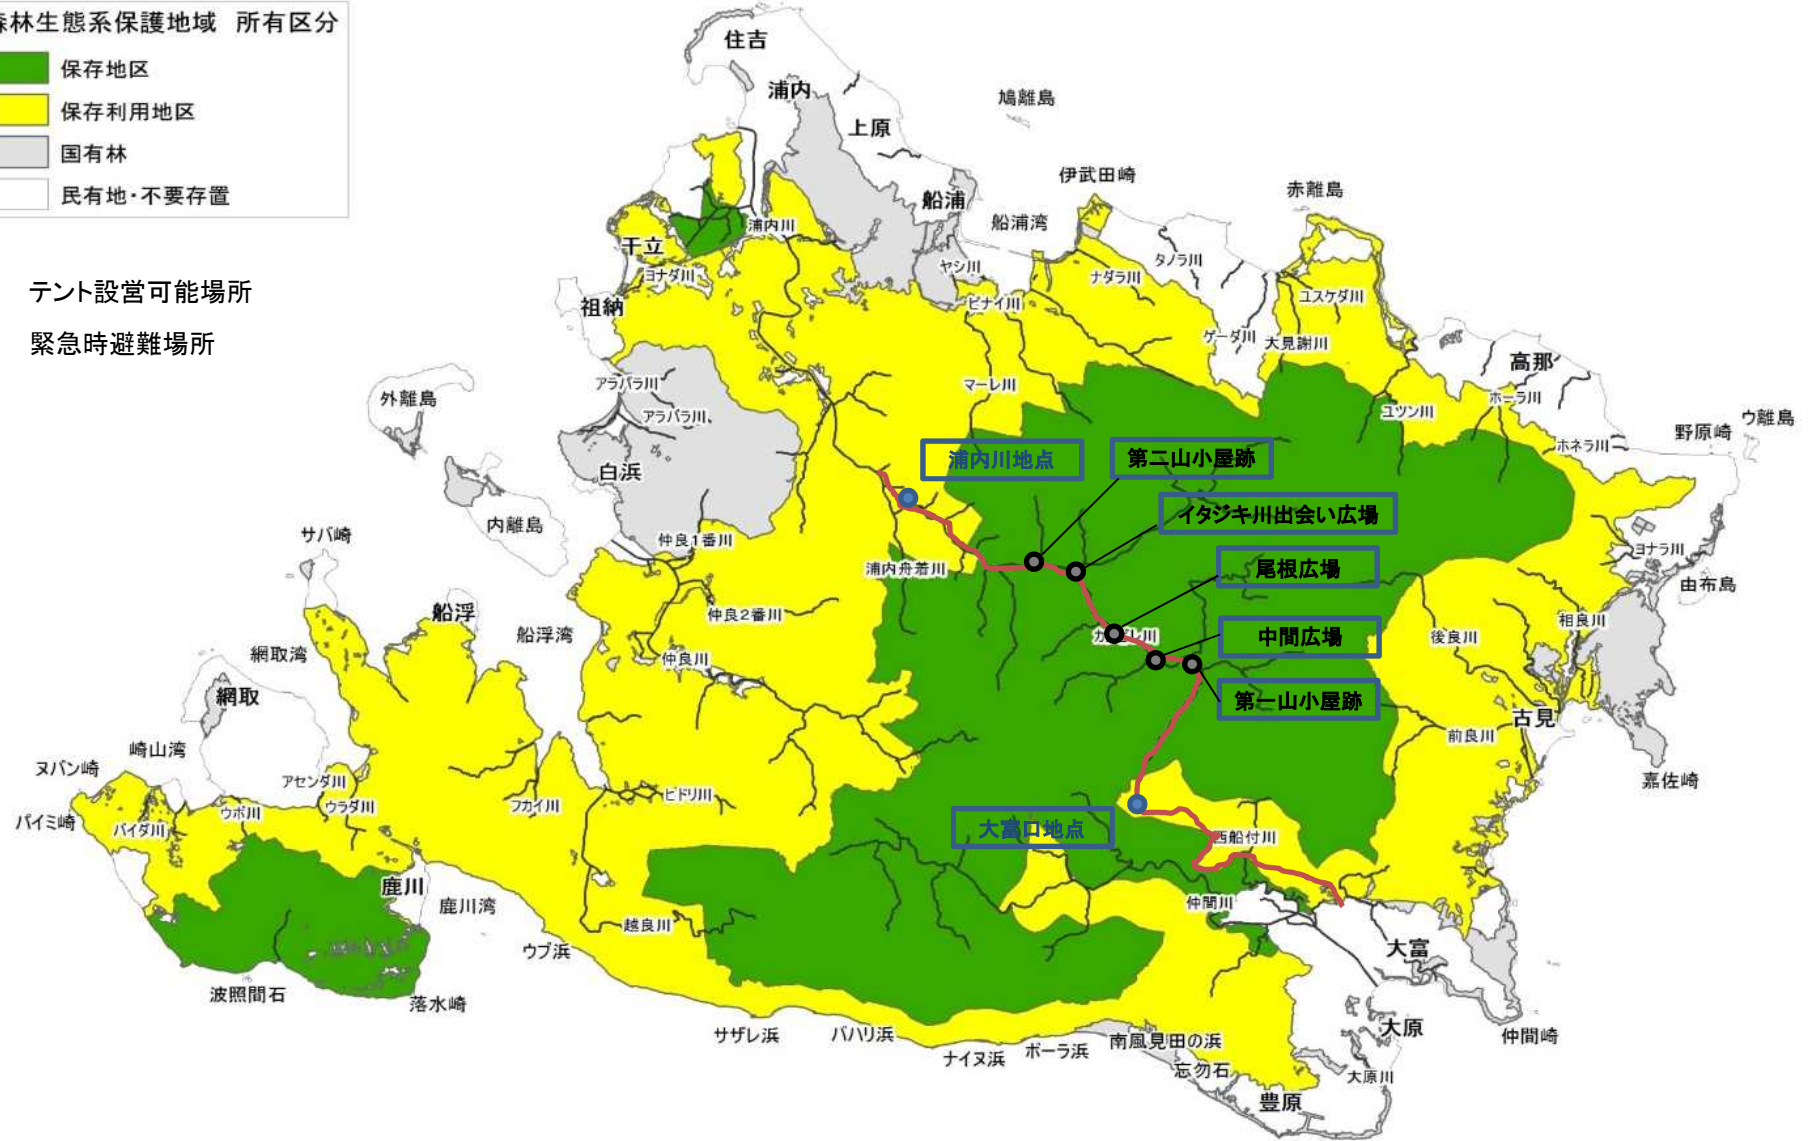 森林生態系保護地域 所有区分
保存地区
保存利用地区
国有林
民有地・不要存置
テント設営可能場所
緊急時避難場所
住吉
浦内
上原
鳩離島
伊武田崎
赤離島
船浦
船浦湾
浦内川
干立
ヨナダ川
ヤシ川
タノラ川
ナダラ川
ユスケダ川
祖納
ピナイ川
ゲーダ川
大見謝川
高那
アラパラ川
マーレ川
外離島
アラバラ川
ユツン川
ホーラ川
ウ離島
野原崎
ホネラ川
浦内川地点
第二山小屋跡
白浜
イタジキ川出会い広場
内離島
サバ崎
仲良1番川
ヨナラ川
浦内舟着川
尾根広場
由布島
船浮
仲良2番川
相良川
船浮湾
中間広場
後良川
網取湾
仲良川
網取
第一山小屋跡
古見
前良川
崎山湾
ヌバン崎
アセンダ川
嘉佐崎
パイミ崎
バイダ川
ウボ川
ウラダ川
フカイ川
ヒドリ川
大富口地点
西船付川
鹿川
鹿川湾
仲間川
越良川
ウブ浜
大富
波照間石
落水崎
サザレ浜
バハリ浜
ナイヌ浜
ボーラ浜
南風見田の浜
大原
仲間崎
忘勿石
大原川
豊原